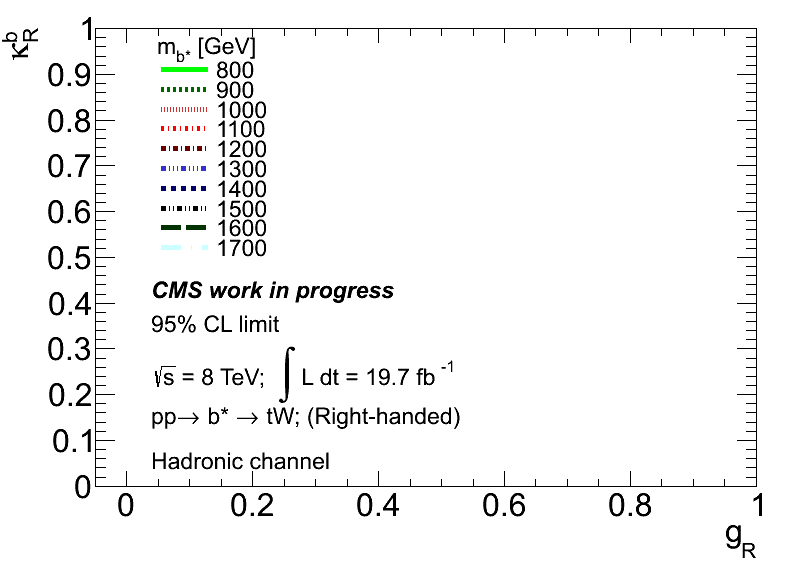 κ_R^b
1
0.9
0.8
0.7
0.6
0.5
0.4
0.3
0.2
0.1
0
m_b* [GeV]
800
900
1000
1100
1200
1300
1400
1500
1600
1700
CMS work in progress
95% CL limit
√s = 8 TeV; ∫ L dt = 19.7 fb⁻¹
pp→ b* → tW; (Right-handed)
Hadronic channel
0 0.2 0.4 0.6 0.8 1
g_R